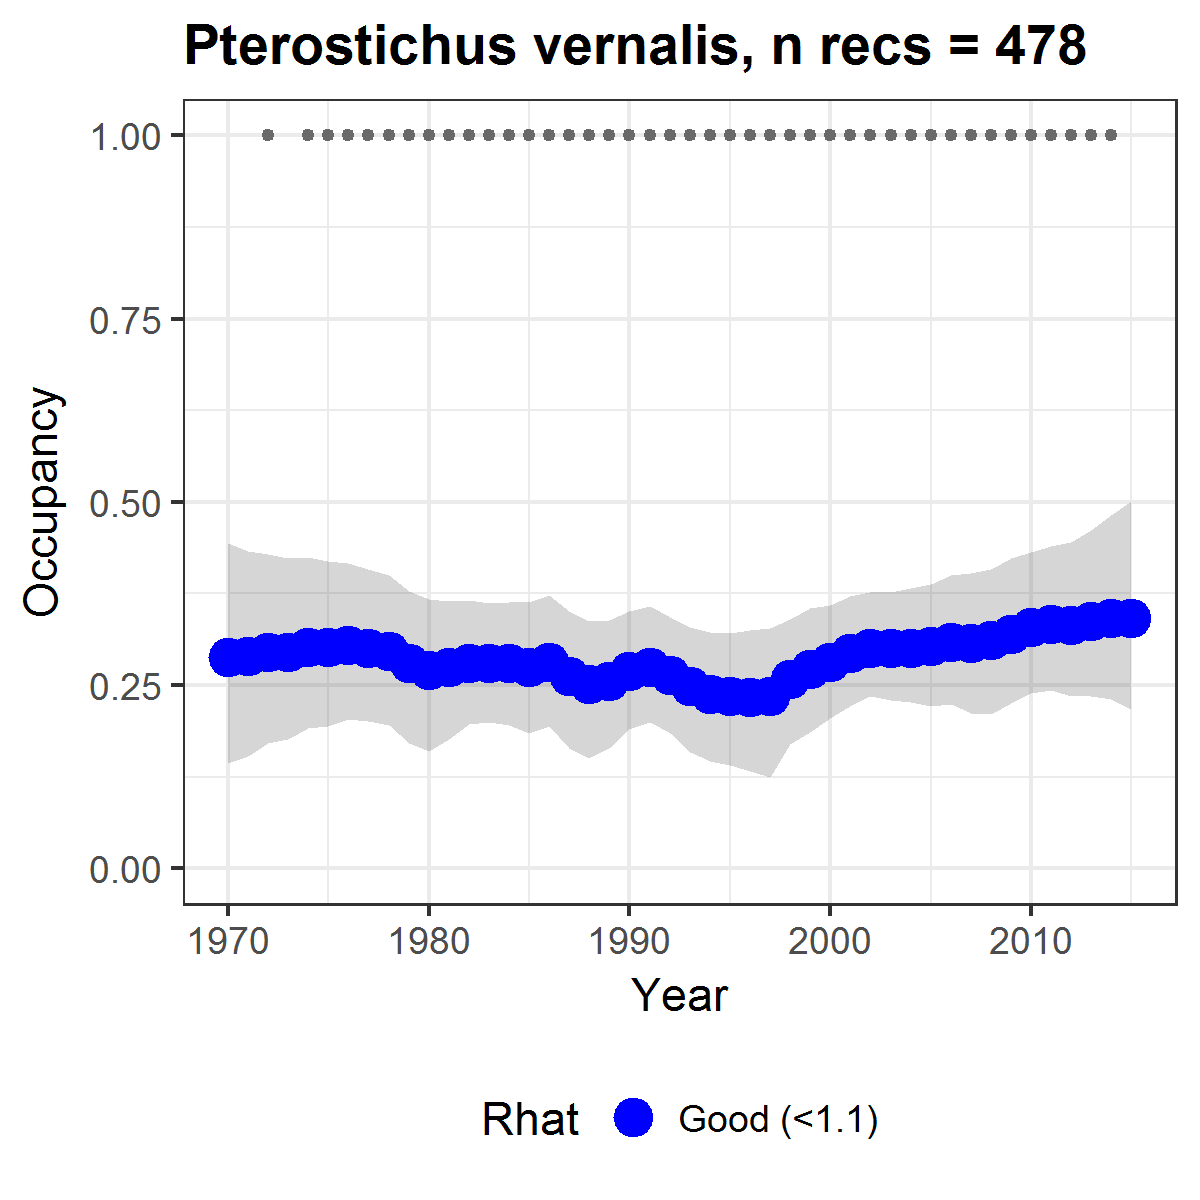 Pterostichus vernalis, n recs = 478
1.00
0.75
0.50
0.25
0.00
Occupancy
1970 1980 1990 2000 2010
Year
Rhat Good (<1.1)